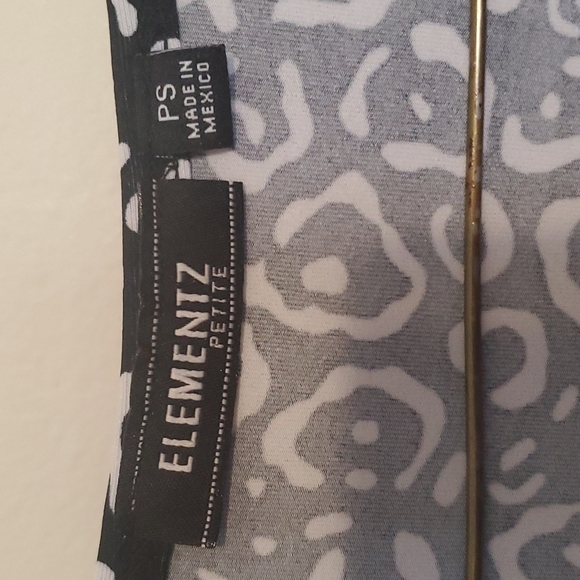 ELEMENTZ
PETITE
PS
MADE IN
MEXICO